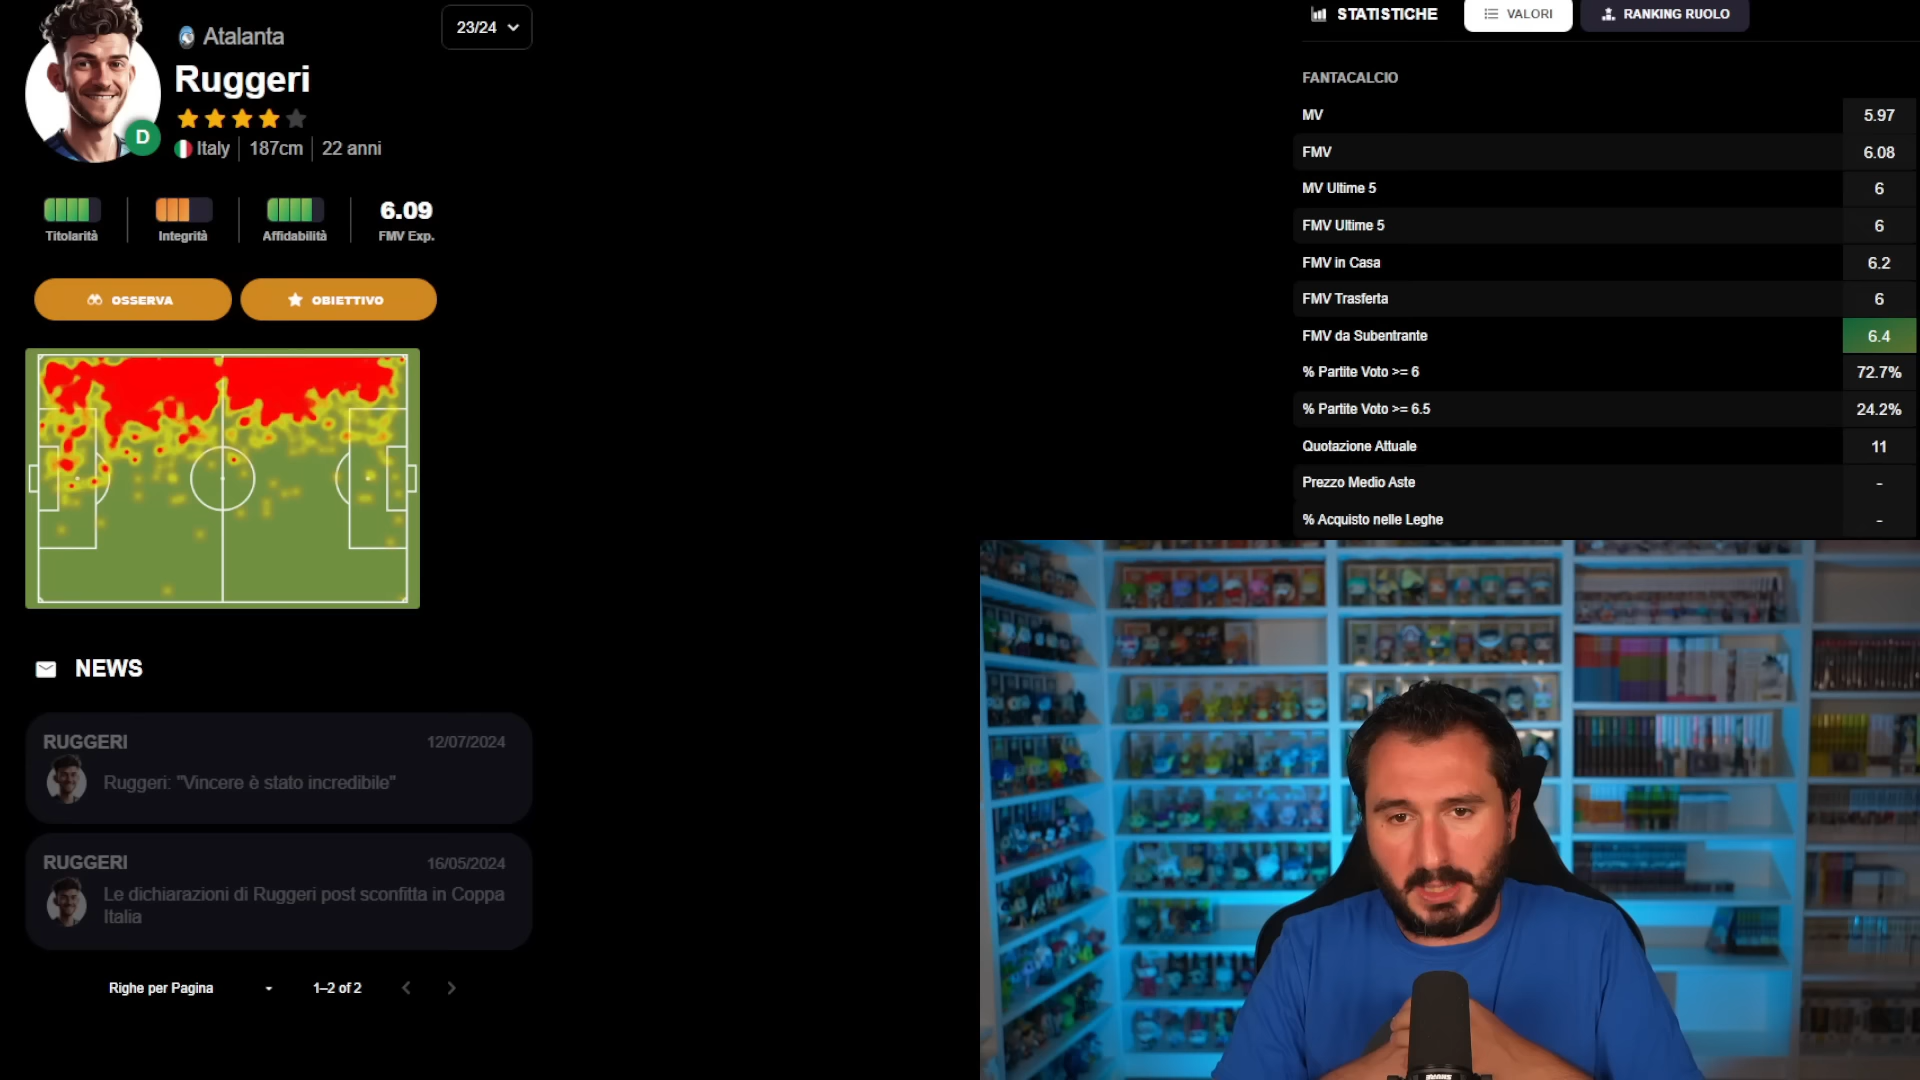 Atalanta
23/24
Ruggeri
D
Italy 187cm 22 anni
Titolarità Integrità Affidabilità
6.09
FMV Exp.
OSSERVA
OBIETTIVO
NEWS
RUGGERI 12/07/2024
Ruggeri: "Vincere è stato incredibile"
RUGGERI 16/05/2024
Le dichiarazioni di Ruggeri post sconfitta in Coppa
Italia
Righe per Pagina 1–2 of 2
STATISTICHE VALORI RANKING RUOLO
FANTACALCIO
MV 5.97
FMV 6.08
MV Ultime 5 6
FMV Ultime 5 6
FMV in Casa 6.2
FMV Trasferta 6
FMV da Subentrante 6.4
% Partite Voto >= 6 72.7%
% Partite Voto >= 6.5 24.2%
Quotazione Attuale 11
Prezzo Medio Aste -
% Acquisto nelle Leghe -